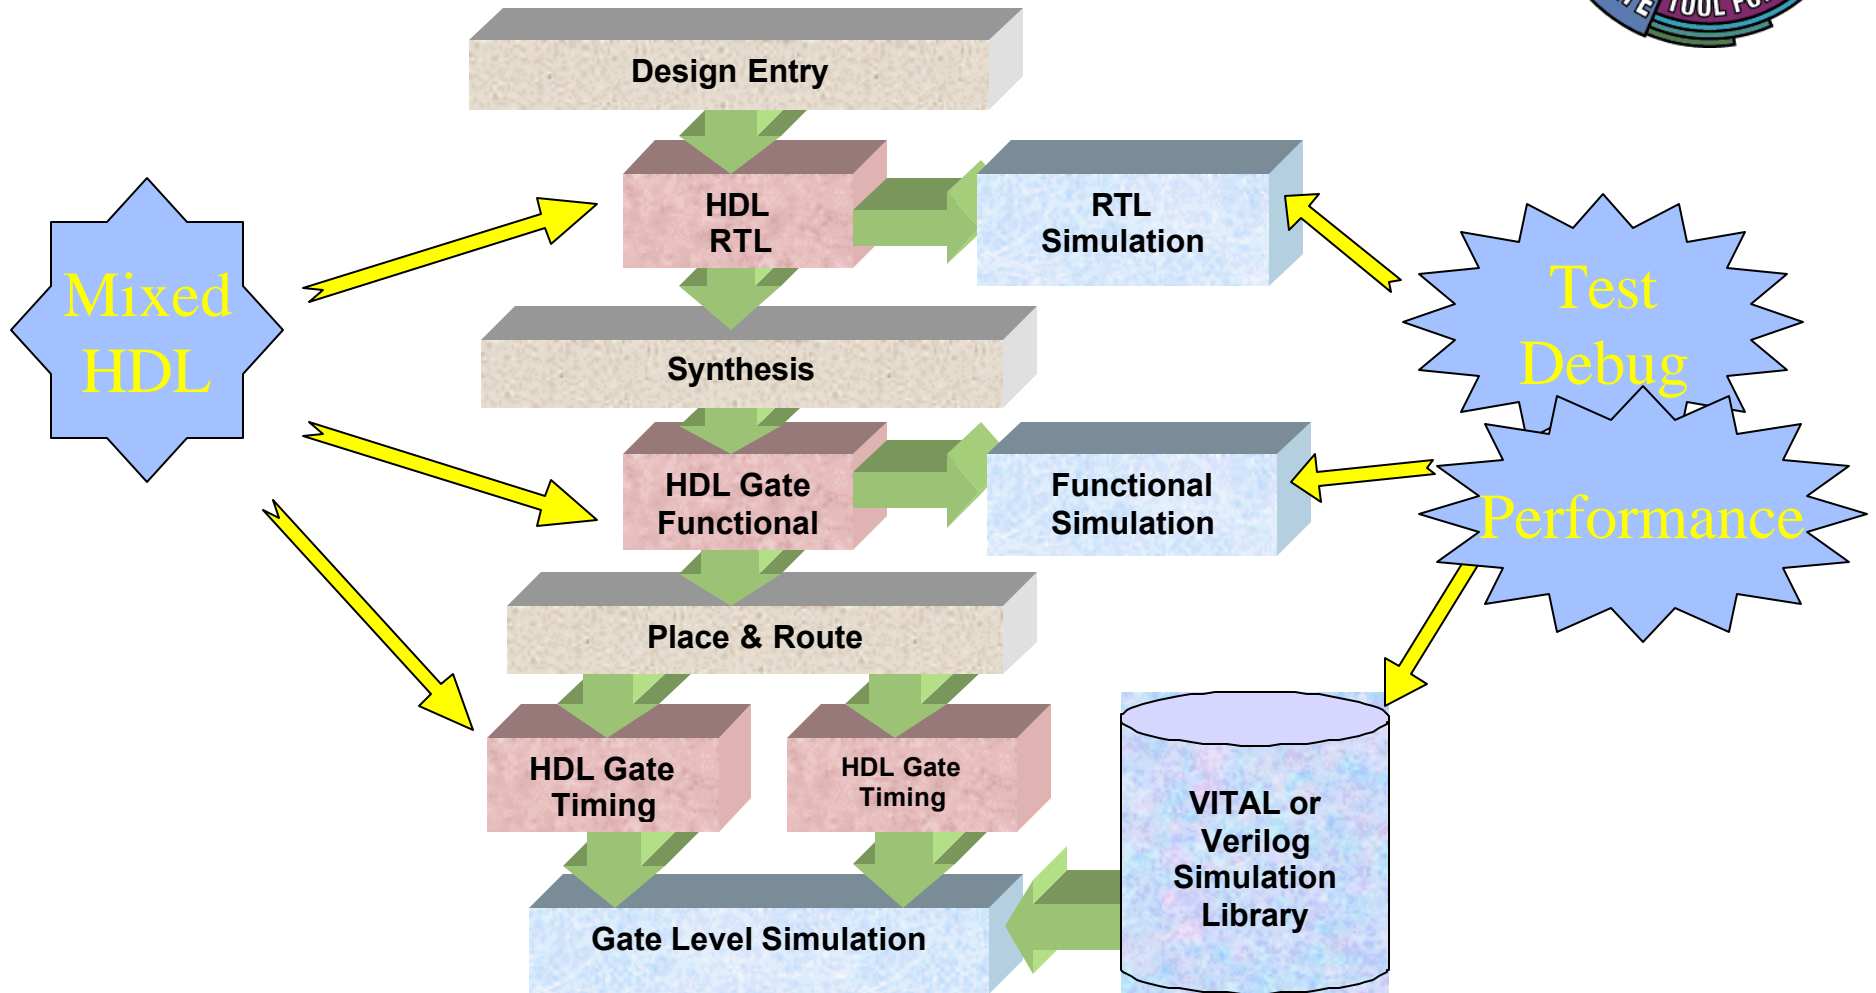 TOOL
Design Entry
HDL
RTL
RTL
Simulation
Mixed
HDL
Test
Debug
Synthesis
HDL Gate
Functional
Functional
Simulation
Performance
Place & Route
HDL Gate
Timing
HDL Gate
Timing
VITAL or
Verilog
Simulation
Library
Gate Level Simulation